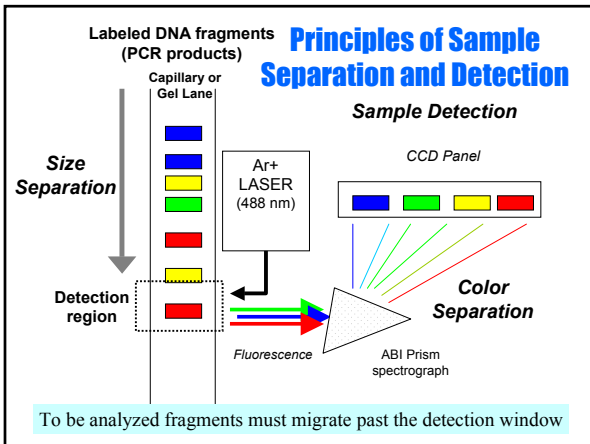 Labeled DNA fragments
(PCR products)
Principles of Sample
Separation and Detection
Capillary or
Gel Lane
Sample Detection
Size
Separation
Ar+
LASER
(488 nm)
CCD Panel
Detection
region
Color
Separation
Fluorescence
ABI Prism
spectrograph
To be analyzed fragments must migrate past the detection window